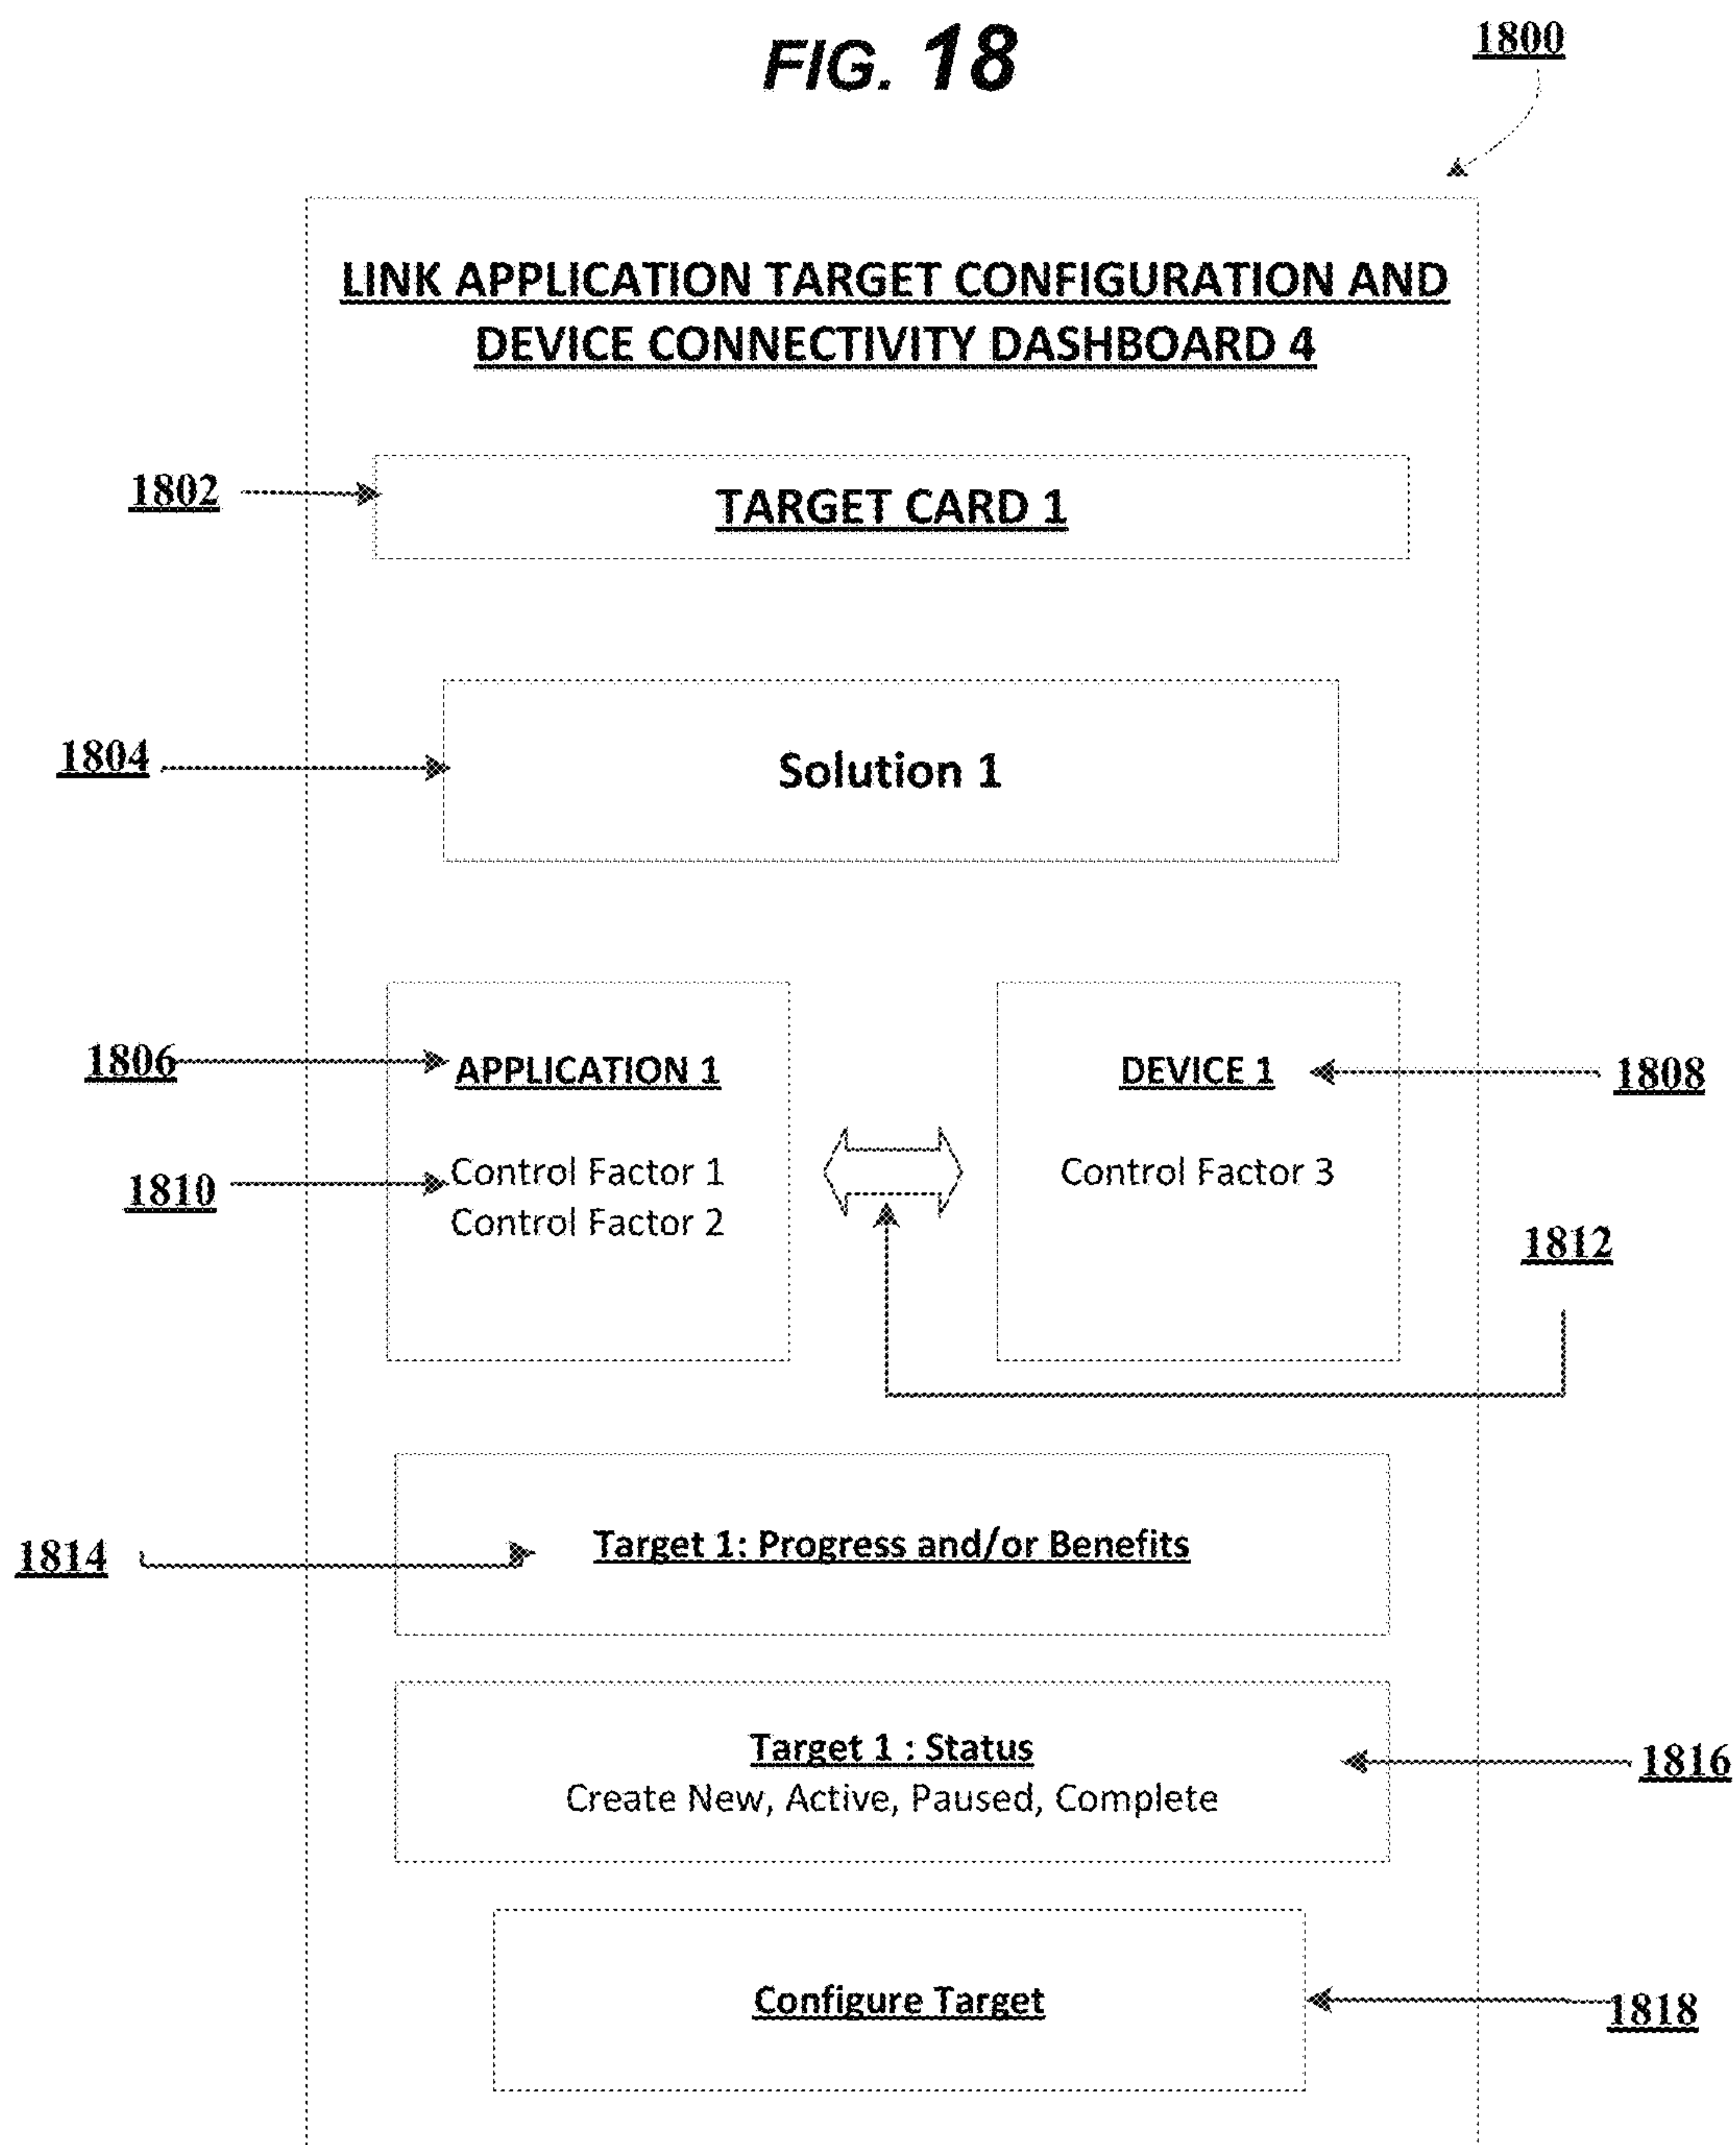 FIG. 18
1800
LINK APPLICATION TARGET CONFIGURATION AND
DEVICE CONNECTIVITY DASHBOARD 4
1802
TARGET CARD 1
1804
Solution 1
1806
APPLICATION 1
DEVICE 1
1808
1810
Control Factor 1
Control Factor 2
Control Factor 3
1812
1814
Target 1: Progress and/or Benefits
Target 1 : Status
Create New, Active, Paused, Complete
1816
Configure Target
1818